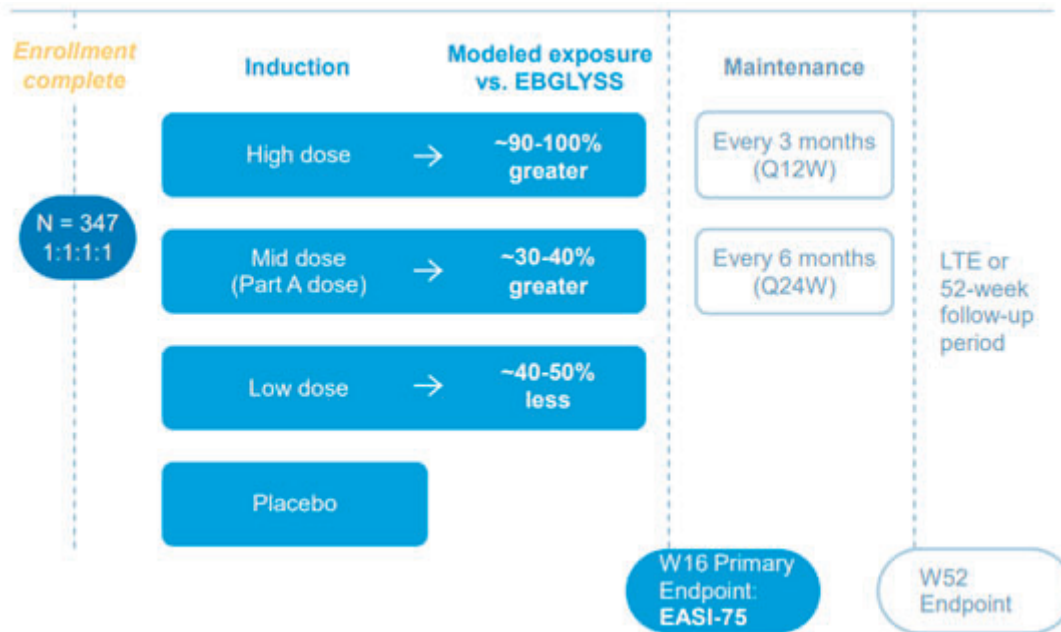 Enrollment
complete
Induction
Modeled exposure
vs. EBGLYSS
Maintenance
High dose
→
~90-100%
greater
Every 3 months
(Q12W)
N = 347
1:1:1:1
Mid dose
(Part A dose)
→
~30-40%
greater
Every 6 months
(Q24W)
LTE or
52-week
follow-up
period
Low dose
→
~40-50%
less
Placebo
W16 Primary
Endpoint:
EASI-75
W52
Endpoint